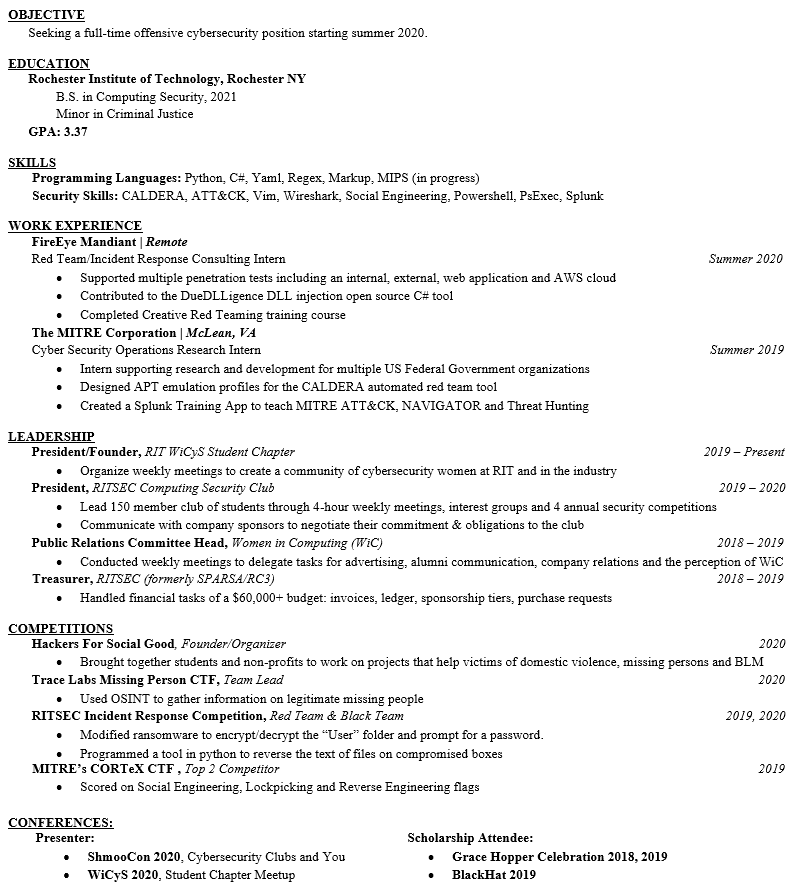 OBJECTIVE
Seeking a full-time offensive cybersecurity position starting summer 2020.
EDUCATION
Rochester Institute of Technology, Rochester NY
B.S. in Computing Security, 2021
Minor in Criminal Justice
GPA: 3.37
SKILLS
Programming Languages: Python, C#, Yaml, Regex, Markup, MIPS (in progress)
Security Skills: CALDERA, ATT&CK, Vim, Wireshark, Social Engineering, Powershell, PsExec, Splunk
WORK EXPERIENCE
FireEye Mandiant | Remote
Red Team/Incident Response Consulting Intern Summer 2020
• Supported multiple penetration tests including an internal, external, web application and AWS cloud
• Contributed to the DueDLLigence DLL injection open source C# tool
• Completed Creative Red Teaming training course
The MITRE Corporation | McLean, VA
Cyber Security Operations Research Intern Summer 2019
• Intern supporting research and development for multiple US Federal Government organizations
• Designed APT emulation profiles for the CALDERA automated red team tool
• Created a Splunk Training App to teach MITRE ATT&CK, NAVIGATOR and Threat Hunting
LEADERSHIP
President/Founder, RIT WiCyS Student Chapter 2019 – Present
• Organize weekly meetings to create a community of cybersecurity women at RIT and in the industry
President, RITSEC Computing Security Club 2019 – 2020
• Lead 150 member club of students through 4-hour weekly meetings, interest groups and 4 annual security competitions
• Communicate with company sponsors to negotiate their commitment & obligations to the club
Public Relations Committee Head, Women in Computing (WiC) 2018 – 2019
• Conducted weekly meetings to delegate tasks for advertising, alumni communication, company relations and the perception of WiC
Treasurer, RITSEC (formerly SPARSA/RC3) 2018 – 2019
• Handled financial tasks of a $60,000+ budget: invoices, ledger, sponsorship tiers, purchase requests
COMPETITIONS
Hackers For Social Good, Founder/Organizer 2020
• Brought together students and non-profits to work on projects that help victims of domestic violence, missing persons and BLM
Trace Labs Missing Person CTF, Team Lead 2020
• Used OSINT to gather information on legitimate missing people
RITSEC Incident Response Competition, Red Team & Black Team 2019, 2020
• Modified ransomware to encrypt/decrypt the “User” folder and prompt for a password.
• Programmed a tool in python to reverse the text of files on compromised boxes
MITRE’s CORTeX CTF , Top 2 Competitor 2019
• Scored on Social Engineering, Lockpicking and Reverse Engineering flags
CONFERENCES:
Presenter: Scholarship Attendee:
• ShmooCon 2020, Cybersecurity Clubs and You • Grace Hopper Celebration 2018, 2019
• WiCyS 2020, Student Chapter Meetup • BlackHat 2019